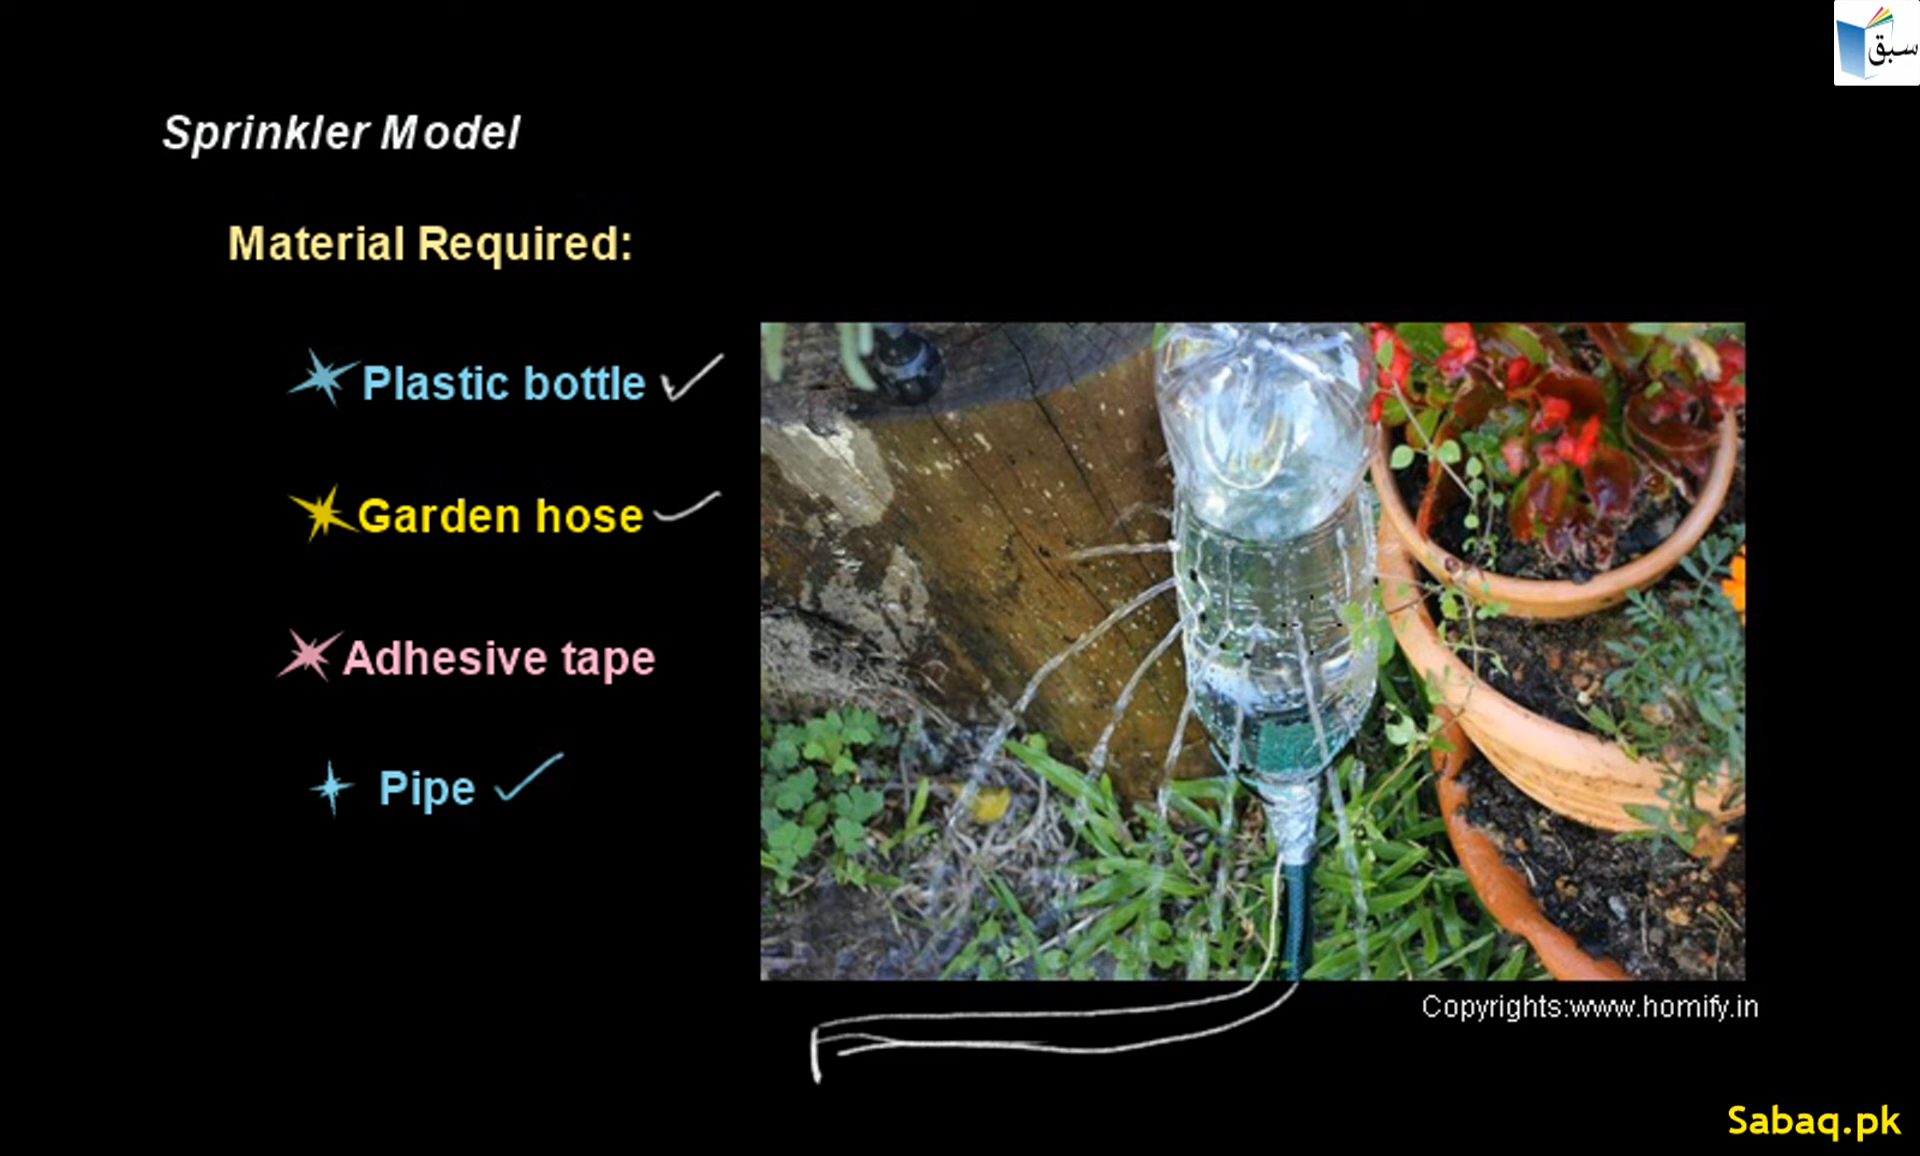 سبق
Sprinkler Model
Material Required:
Plastic bottle
Garden hose
Adhesive tape
Pipe
Copyrights:www.homify.in
Sabaq.pk